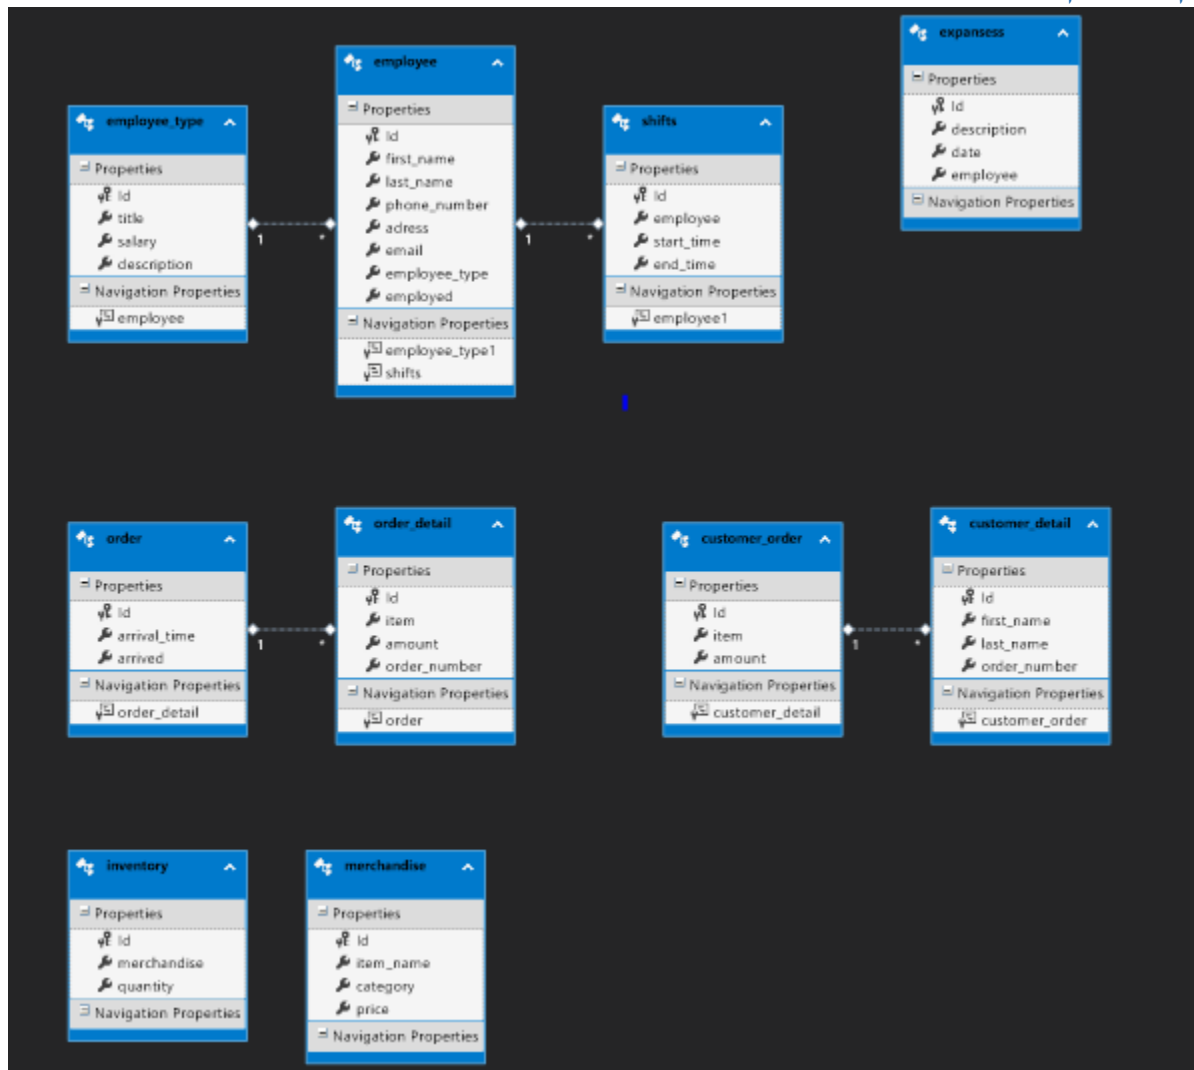 employee_type
Properties
Id
title
salary
description
Navigation Properties
employee
1
*
employee
Properties
Id
first_name
last_name
phone_number
adress
email
employee_type
employed
Navigation Properties
employee_type1
shifts
1
*
shifts
Properties
Id
employee
start_time
end_time
Navigation Properties
employee1
expansess
Properties
Id
description
date
employee
Navigation Properties
order
Properties
Id
arrival_time
arrived
Navigation Properties
order_detail
1
*
order_detail
Properties
Id
item
amount
order_number
Navigation Properties
order
customer_order
Properties
Id
item
amount
Navigation Properties
customer_detail
1
*
customer_detail
Properties
Id
first_name
last_name
order_number
Navigation Properties
customer_order
inventory
Properties
Id
merchandise
quantity
Navigation Properties
merchandise
Properties
Id
item_name
category
price
Navigation Properties